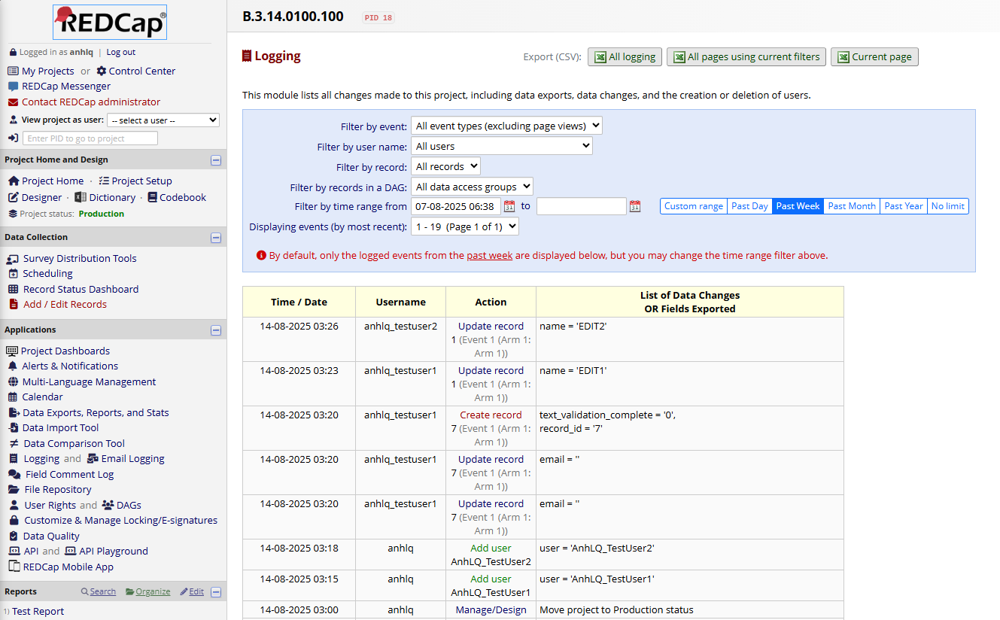 REDCap®
Logged in as anhlq | Log out
My Projects or Control Center
REDCap Messenger
Contact REDCap administrator
View project as user: -- select a user --
Enter PID to go to project
Project Home and Design
Project Home · Project Setup
Designer · Dictionary · Codebook
Project status: Production
Data Collection
Survey Distribution Tools
Scheduling
Record Status Dashboard
Add / Edit Records
Applications
Project Dashboards
Alerts & Notifications
Multi-Language Management
Calendar
Data Exports, Reports, and Stats
Data Import Tool
Data Comparison Tool
Logging and Email Logging
Field Comment Log
File Repository
User Rights and DAGs
Customize & Manage Locking/E-signatures
Data Quality
API and API Playground
REDCap Mobile App
Reports Search Organize Edit
1) Test Report
B.3.14.0100.100 PID 18
Logging Export (CSV): All logging All pages using current filters Current page
This module lists all changes made to this project, including data exports, data changes, and the creation or deletion of users.
Filter by event: All event types (excluding page views)
Filter by user name: All users
Filter by record: All records
Filter by records in a DAG: All data access groups
Filter by time range from 07-08-2025 06:38 31 to 31 Custom range Past Day Past Week Past Month Past Year No limit
Displaying events (by most recent): 1 - 19 (Page 1 of 1)
By default, only the logged events from the past week are displayed below, but you may change the time range filter above.
Time / Date Username Action List of Data Changes
OR Fields Exported
14-08-2025 03:26 anhlq_testuser2 Update record name = 'EDIT2'
1 (Event 1 (Arm 1:
Arm 1))
14-08-2025 03:23 anhlq_testuser1 Update record name = 'EDIT1'
1 (Event 1 (Arm 1:
Arm 1))
14-08-2025 03:20 anhlq_testuser1 Create record text_validation_complete = '0',
7 (Event 1 (Arm 1: record_id = '7'
Arm 1))
14-08-2025 03:20 anhlq_testuser1 Update record email = ''
7 (Event 1 (Arm 1:
Arm 1))
14-08-2025 03:20 anhlq_testuser1 Update record email = ''
7 (Event 1 (Arm 1:
Arm 1))
14-08-2025 03:18 anhlq Add user user = 'AnhLQ_TestUser2'
AnhLQ_TestUser2
14-08-2025 03:15 anhlq Add user user = 'AnhLQ_TestUser1'
AnhLQ_TestUser1
14-08-2025 03:00 anhlq Manage/Design Move project to Production status